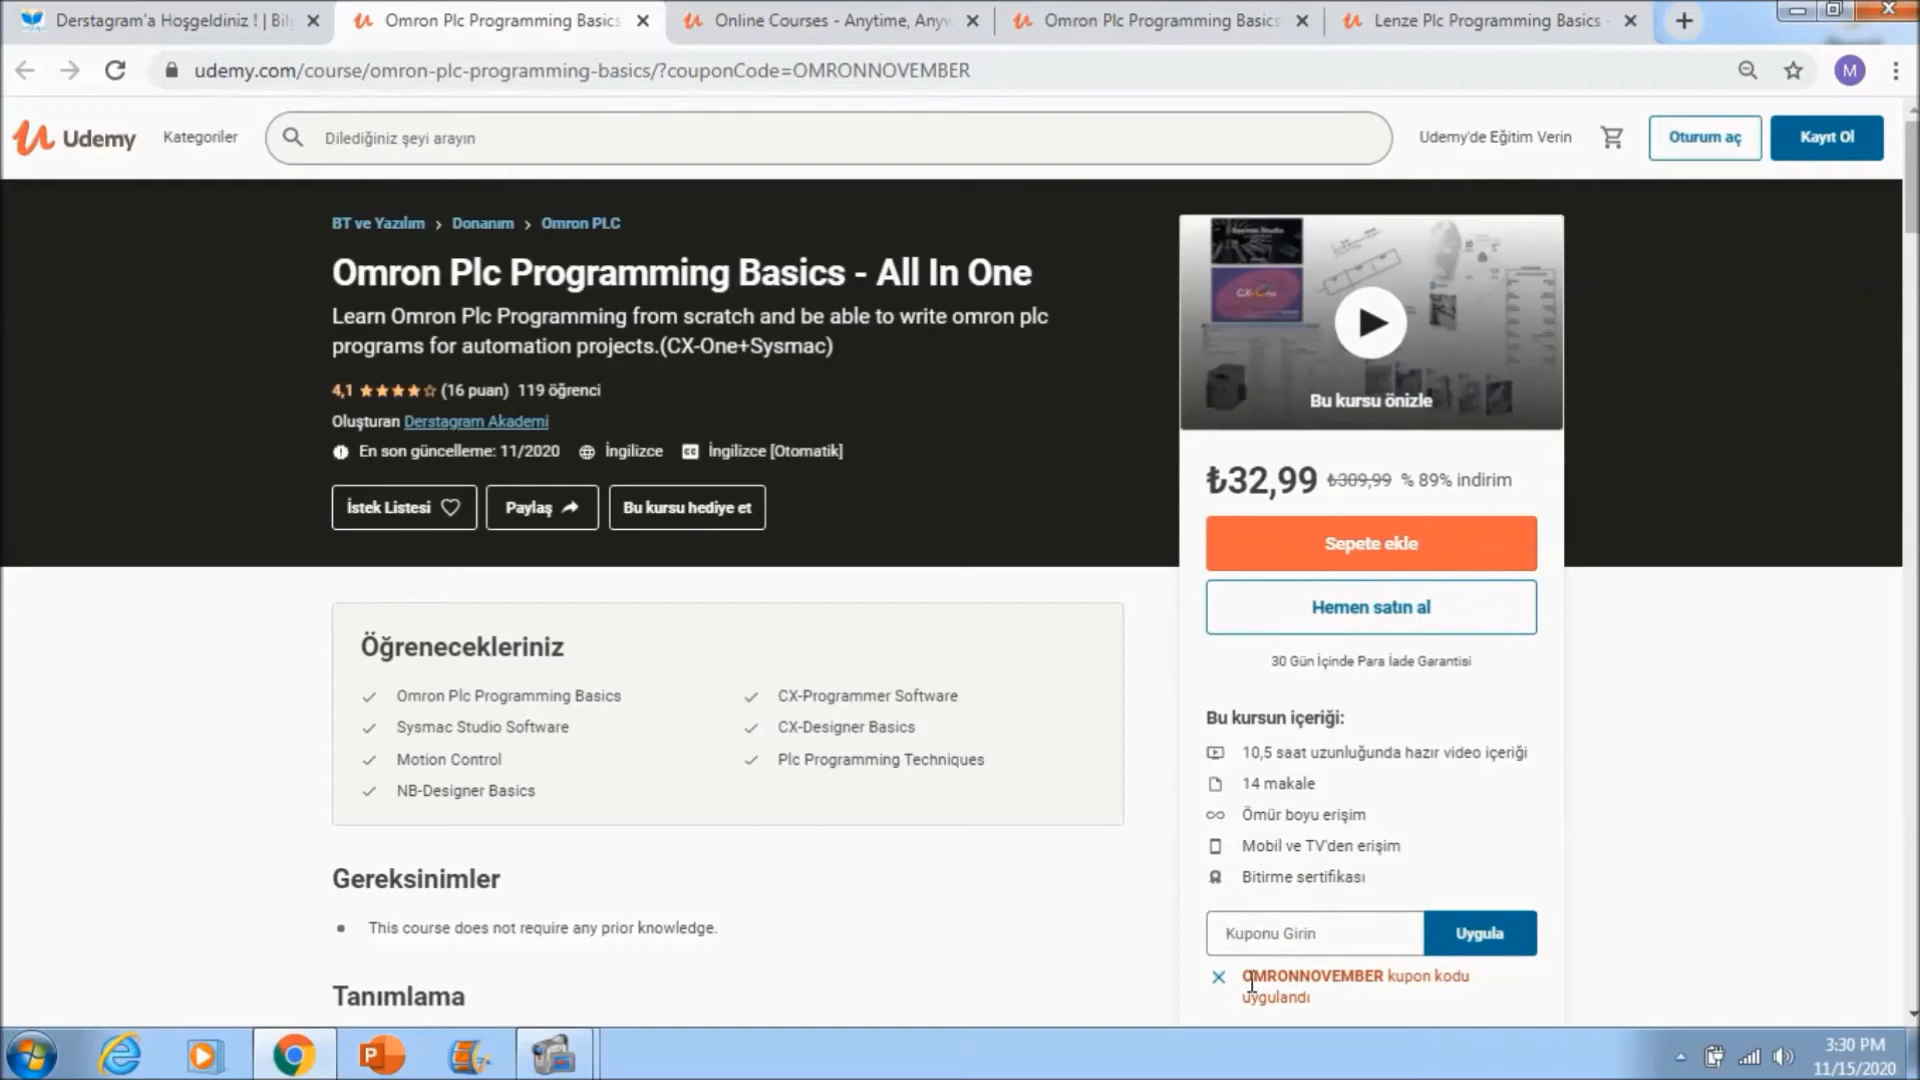 Derstagram'a Hoşgeldiniz ! | Bil
Omron Plc Programming Basics
Online Courses - Anytime, Anyw
Omron Plc Programming Basics
Lenze Plc Programming Basics -
udemy.com/course/omron-plc-programming-basics/?couponCode=OMRONNOVEMBER
M
Udemy
Kategoriler
Dilediğiniz şeyi arayın
Udemy'de Eğitim Verin
Oturum aç
Kayıt Ol
BT ve Yazılım > Donanım > Omron PLC
Omron Plc Programming Basics - All In One
Learn Omron Plc Programming from scratch and be able to write omron plc
programs for automation projects.(CX-One+Sysmac)
4,1 (16 puan) 119 öğrenci
Oluşturan Derstagram Akademi
En son güncelleme: 11/2020 İngilizce İngilizce [Otomatik]
İstek Listesi
Paylaş
Bu kursu hediye et
Sysmac Studio
CX-One
Bu kursu önizle
₺32,99 ₺309,99 % 89% indirim
Sepete ekle
Hemen satın al
30 Gün İçinde Para İade Garantisi
Bu kursun içeriği:
10,5 saat uzunluğunda hazır video içeriği
14 makale
Ömür boyu erişim
Mobil ve TV'den erişim
Bitirme sertifikası
Kuponu Girin
Uygula
OMRONNOVEMBER kupon kodu
uygulandı
Öğrenecekleriniz
Omron Plc Programming Basics
CX-Programmer Software
Sysmac Studio Software
CX-Designer Basics
Motion Control
Plc Programming Techniques
NB-Designer Basics
Gereksinimler
This course does not require any prior knowledge.
Tanımlama
3:30 PM
11/15/2020